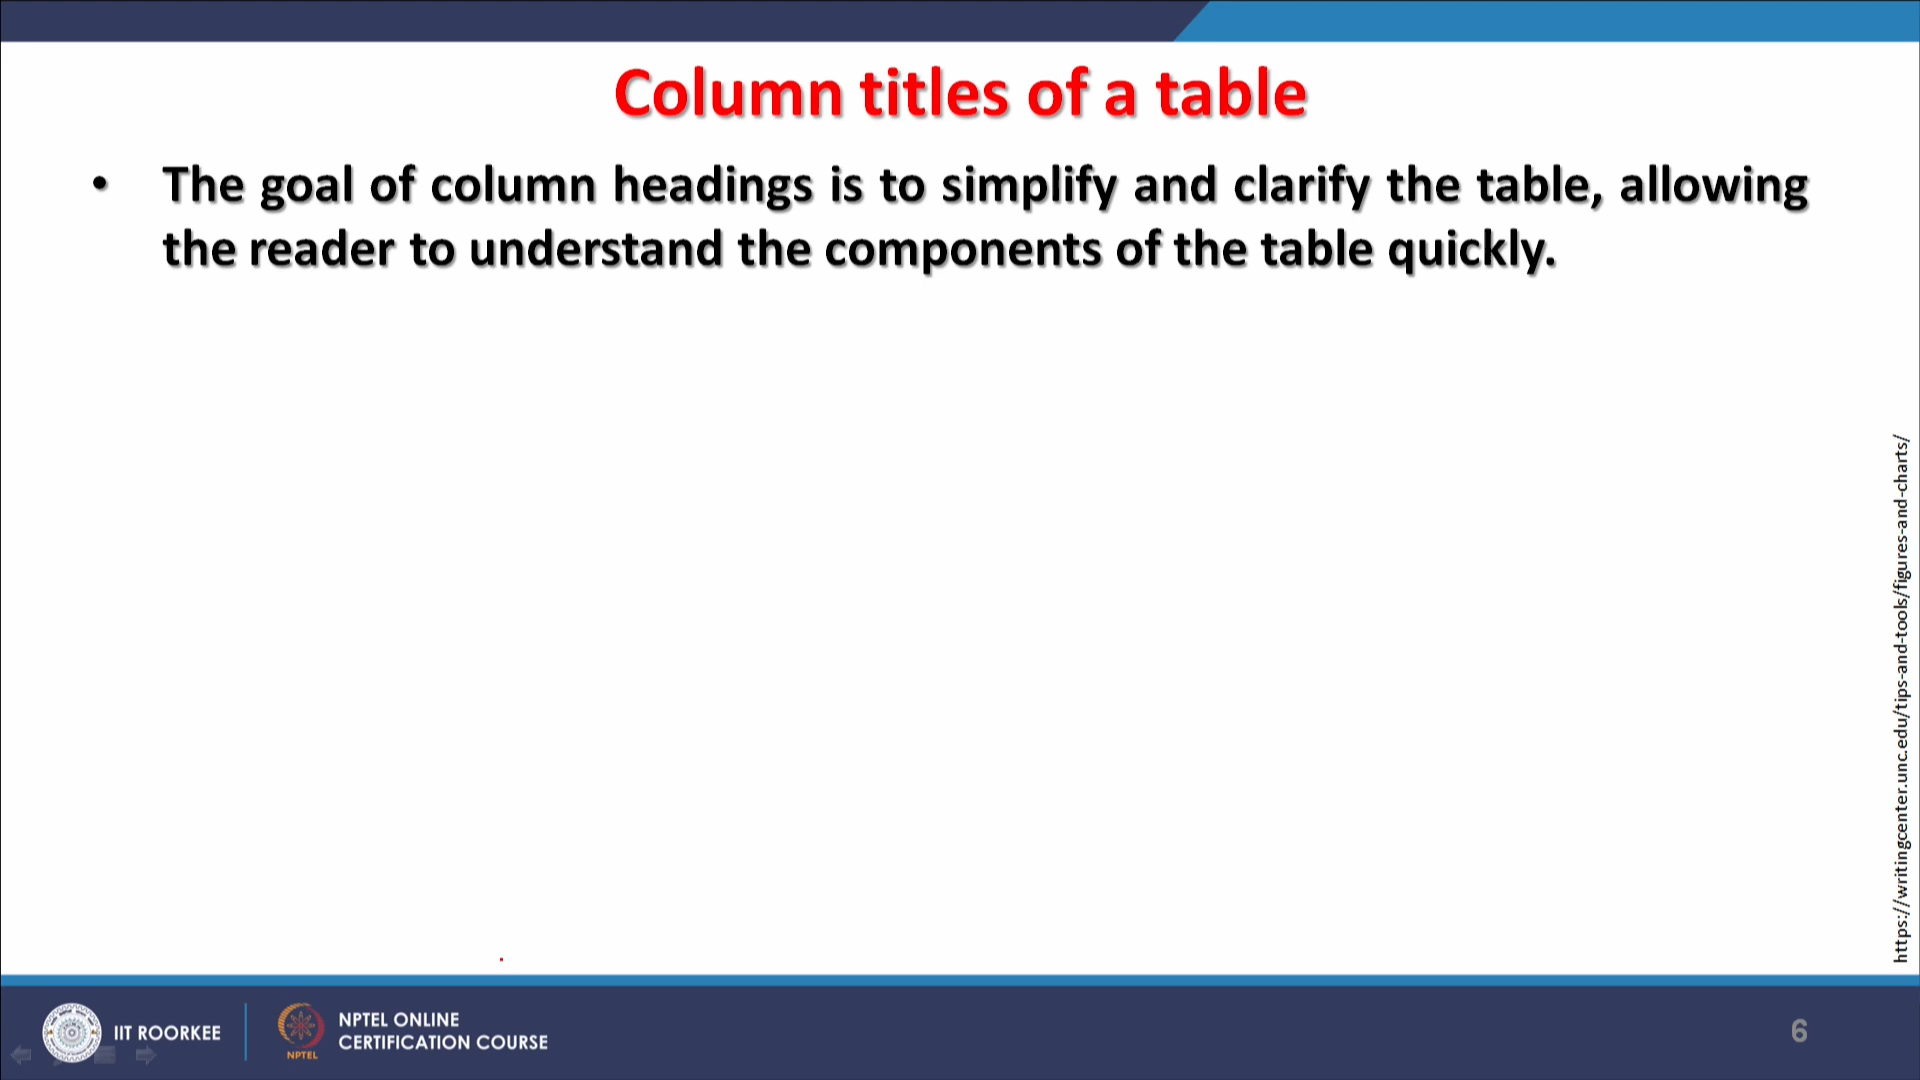 Column titles of a table
• The goal of column headings is to simplify and clarify the table, allowing
the reader to understand the components of the table quickly.
https://writingcenter.unc.edu/tips-and-tools/figures-and-charts/
IIT ROORKEE
NPTEL
NPTEL ONLINE
CERTIFICATION COURSE
6